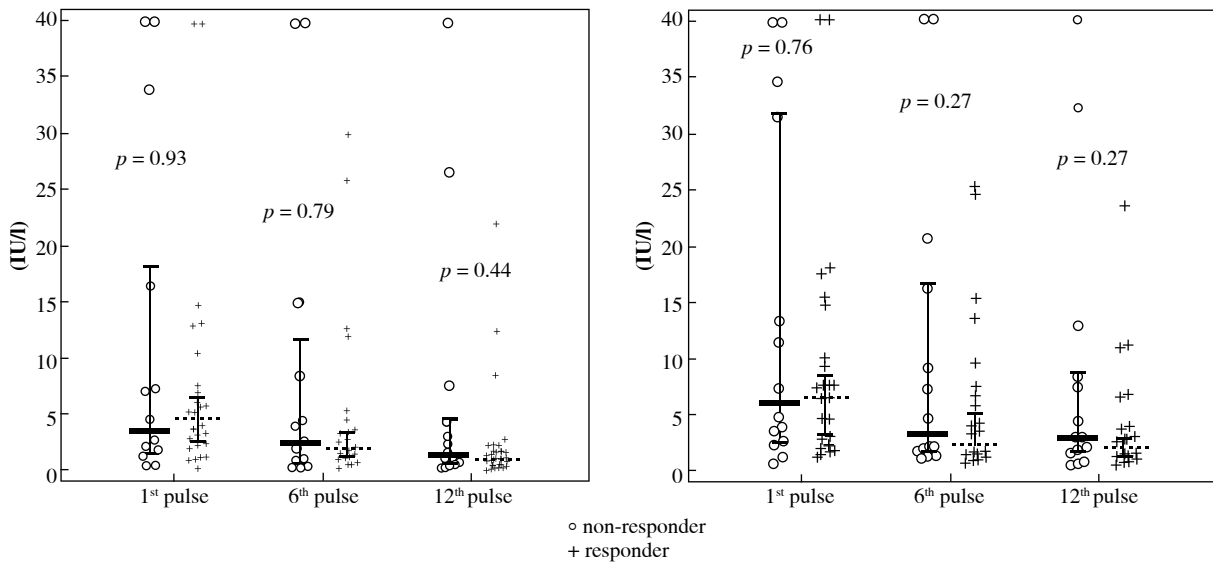 40
35
30
25
20
15
10
5
0
(IU/l)
p = 0.93
p = 0.79
p = 0.44
1st pulse
6th pulse
12th pulse
40
35
30
25
20
15
10
5
0
(IU/l)
p = 0.76
p = 0.27
p = 0.27
1st pulse
6th pulse
12th pulse
○ non-responder
+ responder